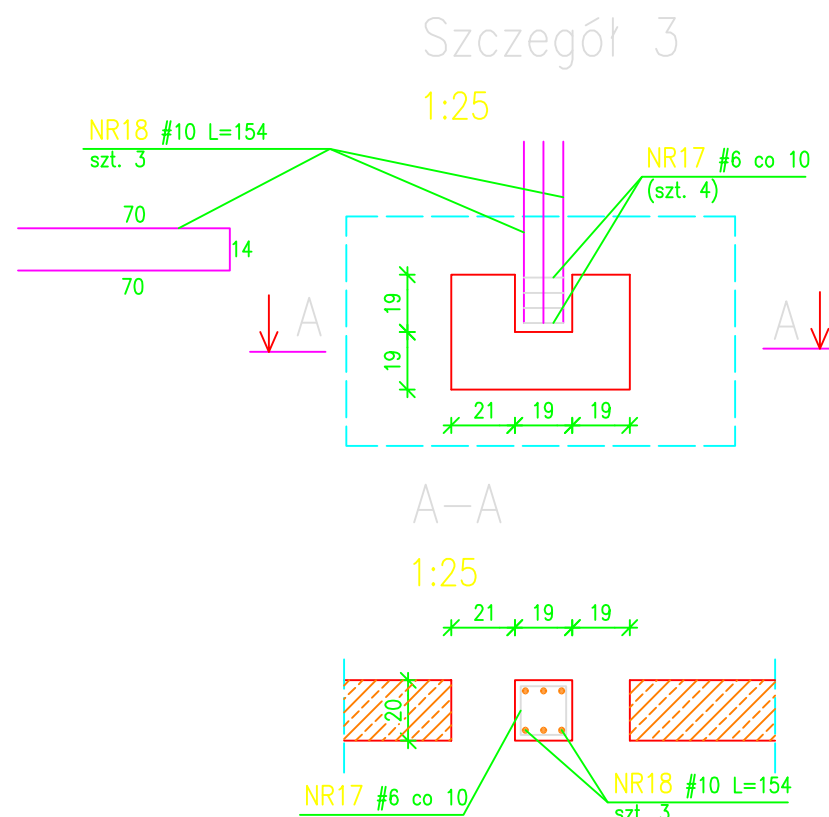 Szczegół 3
1:25
NR18 #10 L=154
szt. 3
NR17 #6 co 10
(szt. 4)
70
14
70
19
A
A
19
21 19 19
A-A
1:25
21 19 19
20
NR17 #6 co 10
NR18 #10 L=154
szt 3